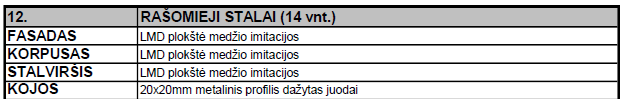 12. RAŠOMIEJI STALAI (14 vnt.)
FASADAS LMD plokštė medžio imitacijos
KORPUSAS LMD plokštė medžio imitacijos
STALVIRŠIS LMD plokštė medžio imitacijos
KOJOS 20x20mm metalinis profilis dažytas juodai